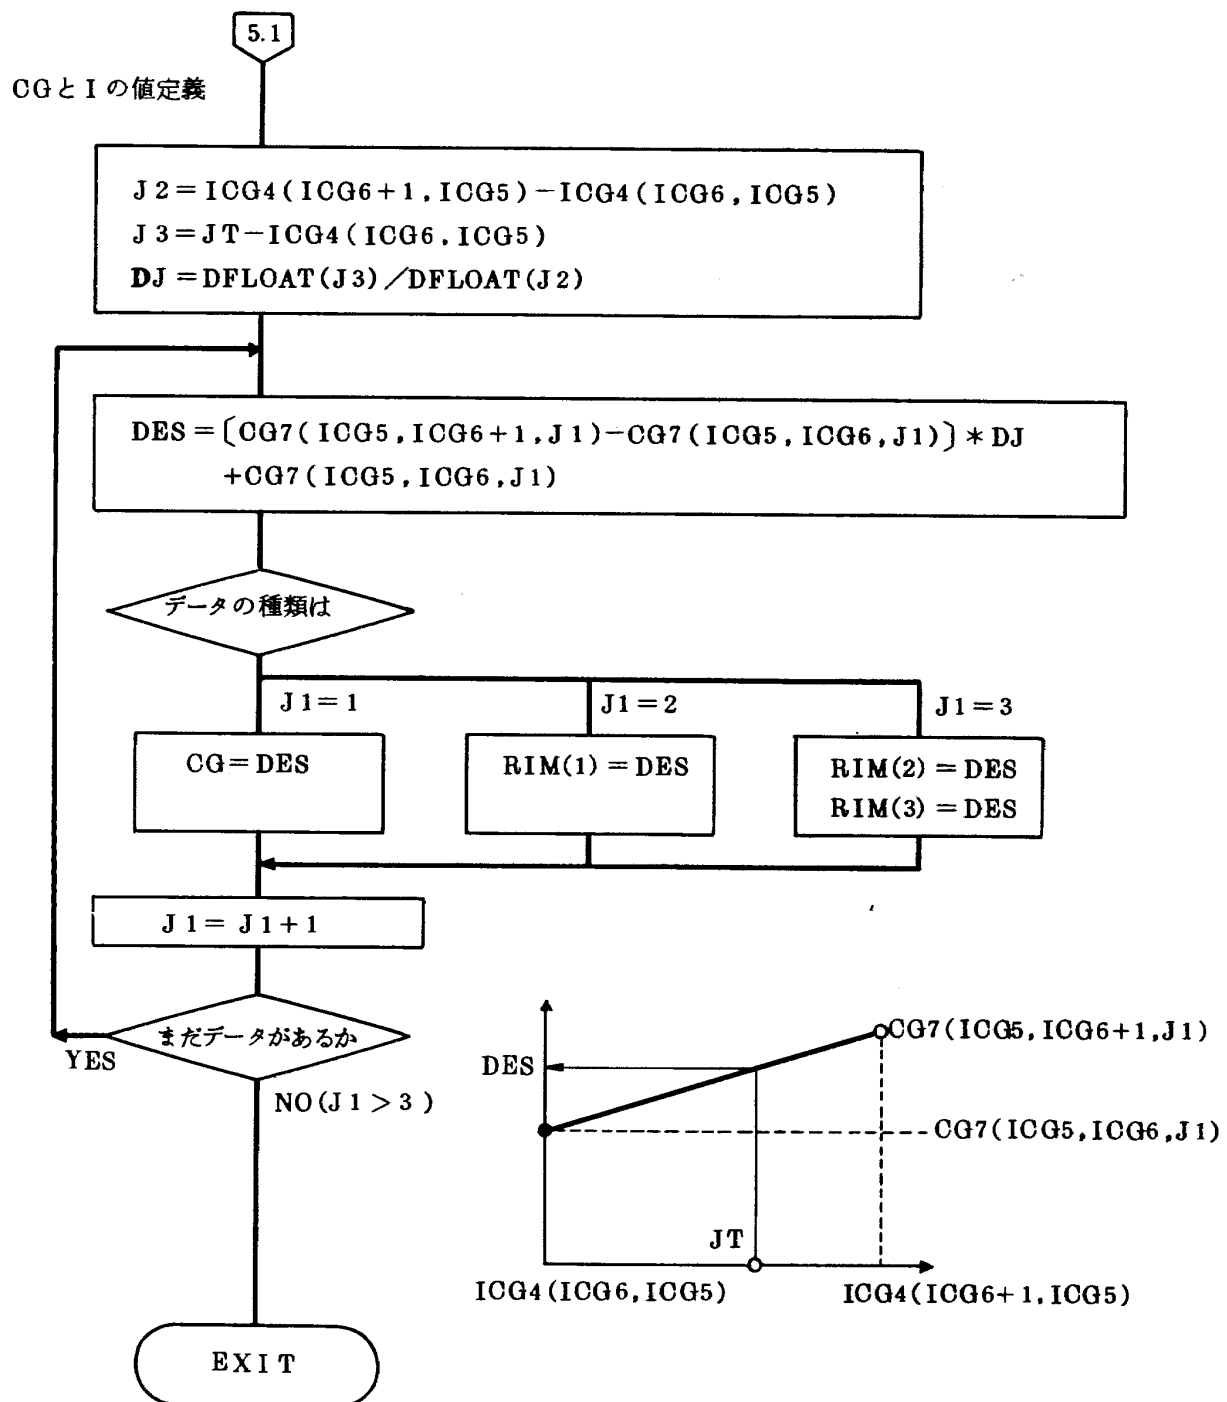 5.1
CGとIの値定義
J2=ICG4(ICG6+1,ICG5)-ICG4(ICG6,ICG5)
J3=JT-ICG4(ICG6,ICG5)
DJ=DFLOAT(J3)/DFLOAT(J2)
DES=[CG7(ICG5,ICG6+1,J1)-CG7(ICG5,ICG6,J1)]*DJ
+CG7(ICG5,ICG6,J1)
データの種類は
J1=1
J1=2
J1=3
CG=DES
RIM(1)=DES
RIM(2)=DES
RIM(3)=DES
J1=J1+1
まだデータがあるか
YES
NO(J1>3)
CG7(ICG5,ICG6+1,J1)
DES
CG7(ICG5,ICG6,J1)
JT
ICG4(ICG6,ICG5)
ICG4(ICG6+1,ICG5)
EXIT